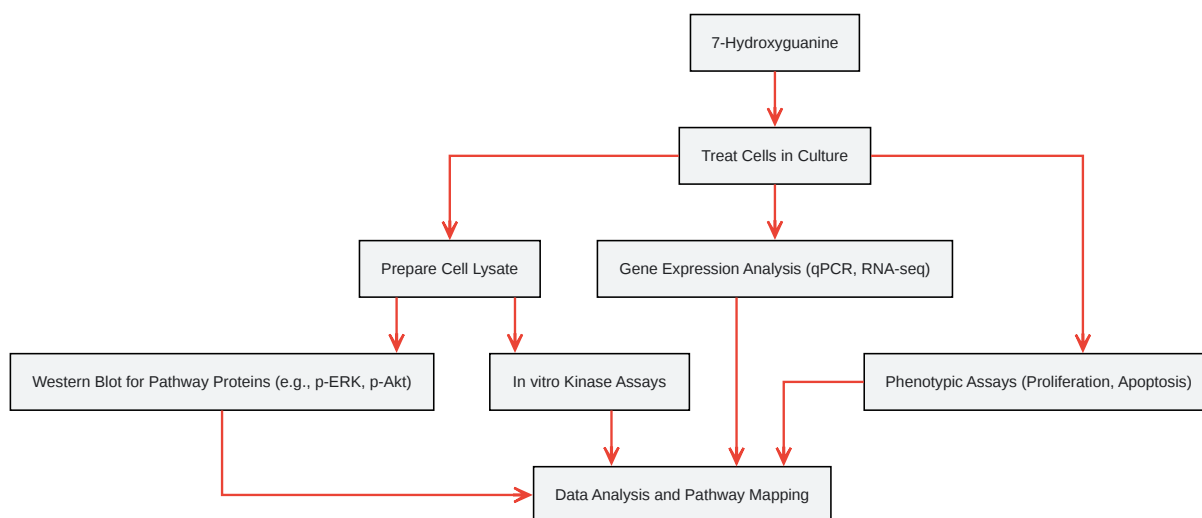 7-Hydroxyguanine
Treat Cells in Culture
Prepare Cell Lysate
Gene Expression Analysis (qPCR, RNA-seq)
Western Blot for Pathway Proteins (e.g., p-ERK, p-Akt)
In vitro Kinase Assays
Phenotypic Assays (Proliferation, Apoptosis)
Data Analysis and Pathway Mapping